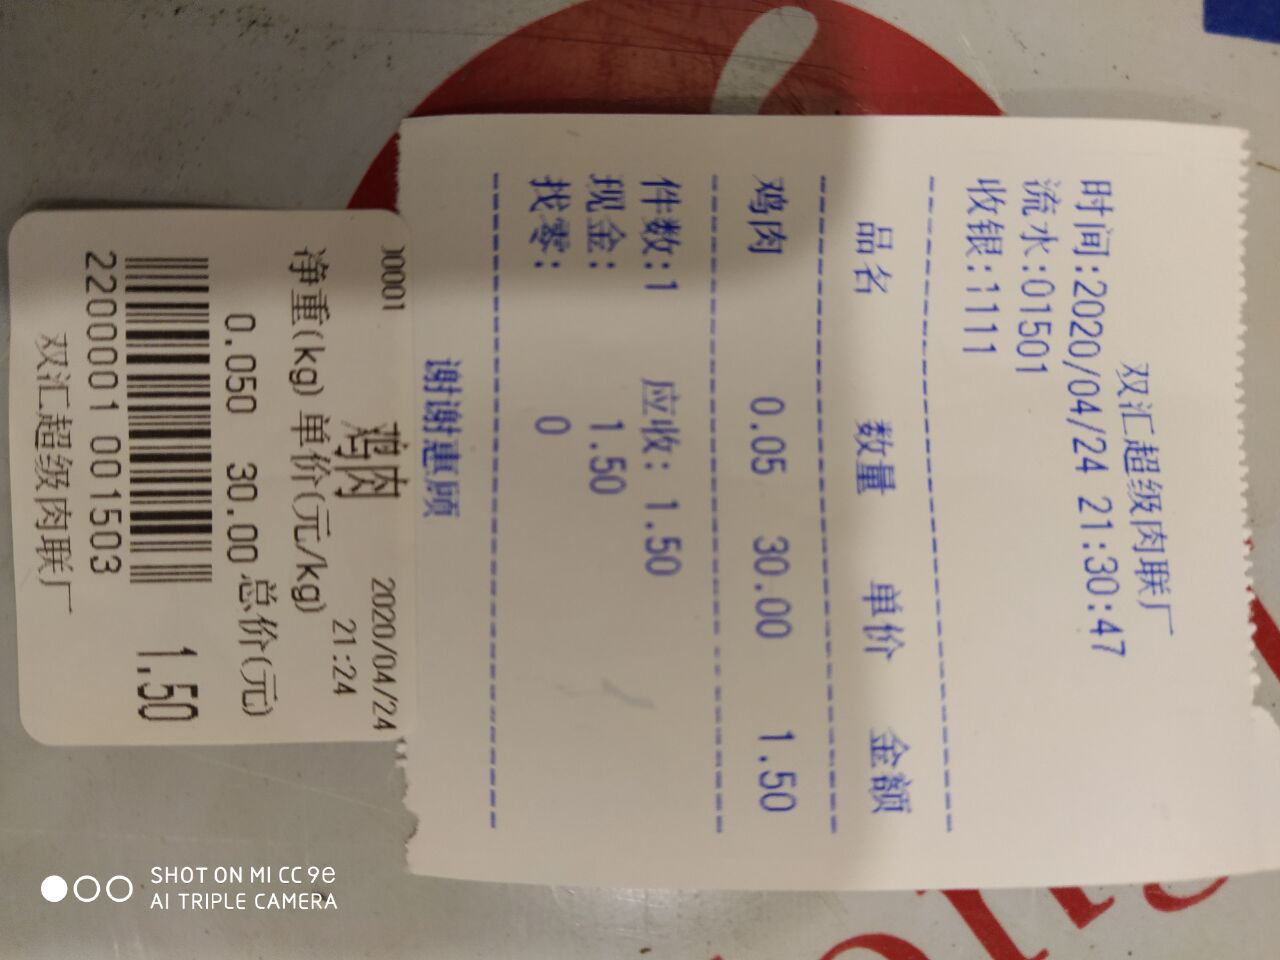 双汇超级肉联厂
时间:2020/04/24 21:30:47
流水:01501
收银:1111
品名 数量 单价 金额
鸡肉 0.05 30.00 1.50
件数:1 应收: 1.50
现金: 1.50
找零: 0
谢谢惠顾
2020/04/24
21:24
鸡肉
净重(kg) 单价(元/kg)
0.050 30.00
总价(元)
1.50
2200001 001503
双汇超级肉联厂
SHOT ON MI CC 9e
AI TRIPLE CAMERA